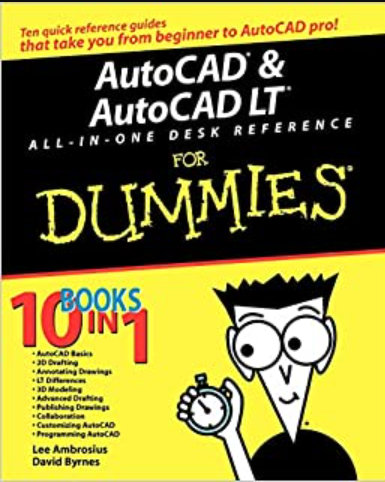 Ten quick reference guides
that take you from beginner to AutoCAD pro!
AutoCAD® &
AutoCAD LT®
ALL-IN-ONE DESK REFERENCE
FOR
DUMMIES®
10 BOOKS IN 1
• AutoCAD Basics
• 2D Drafting
• Annotating Drawings
• LT Differences
• 3D Modeling
• Advanced Drafting
• Publishing Drawings
• Collaboration
• Customizing AutoCAD
• Programming AutoCAD
Lee Ambrosius
David Byrnes